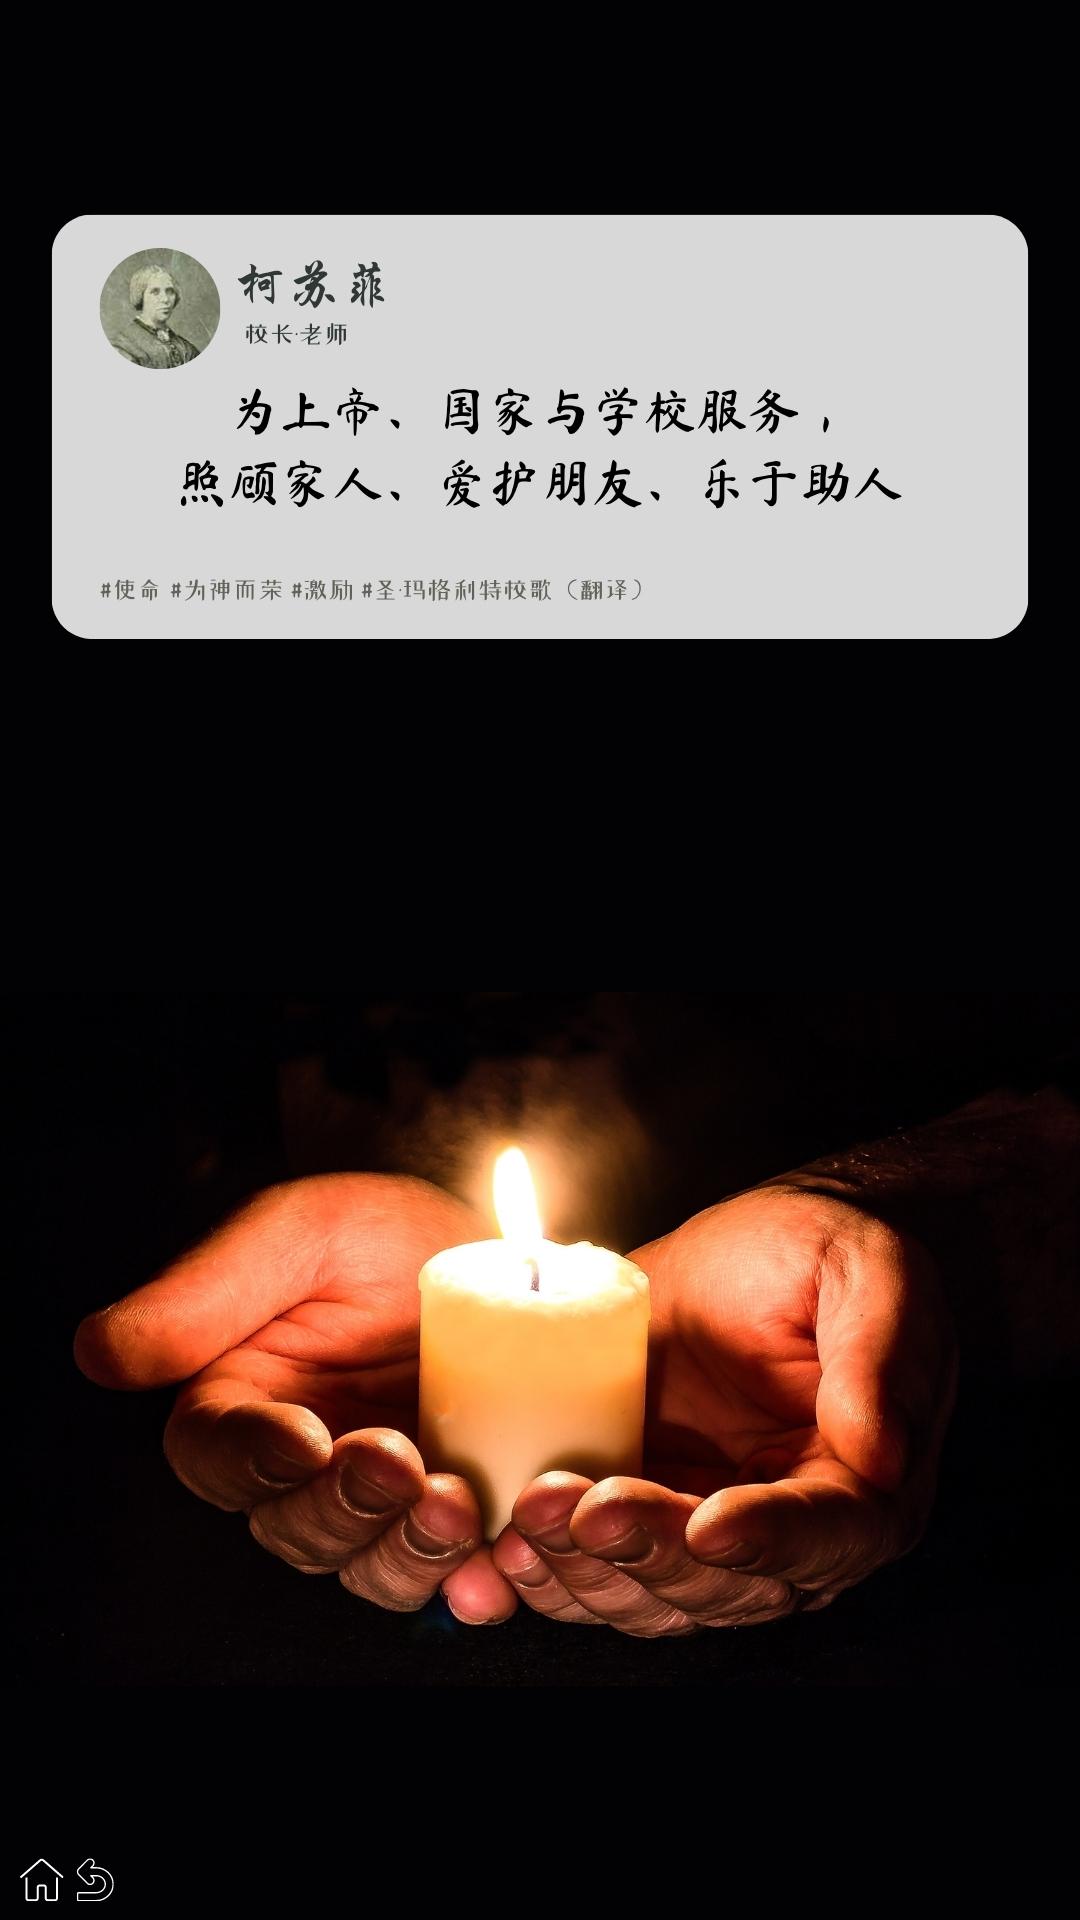 柯苏菲
校长·老师
为上帝、国家与学校服务，
照顾家人、爱护朋友、乐于助人
#使命 #为神而荣 #激励 #圣·玛格利特校歌（翻译）